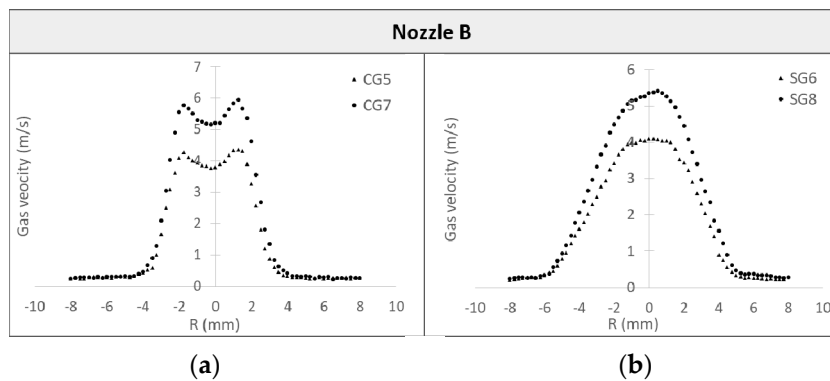 Nozzle B
7
6
5
4
3
2
1
0
-10 -8 -6 -4 -2 0 2 4 6 8 10
Gas veocity (m/s)
R (mm)
CG5
CG7
(a)
6
5
4
3
2
1
0
-10 -8 -6 -4 -2 0 2 4 6 8 10
Gas velocity (m/s)
R (mm)
SG6
SG8
(b)